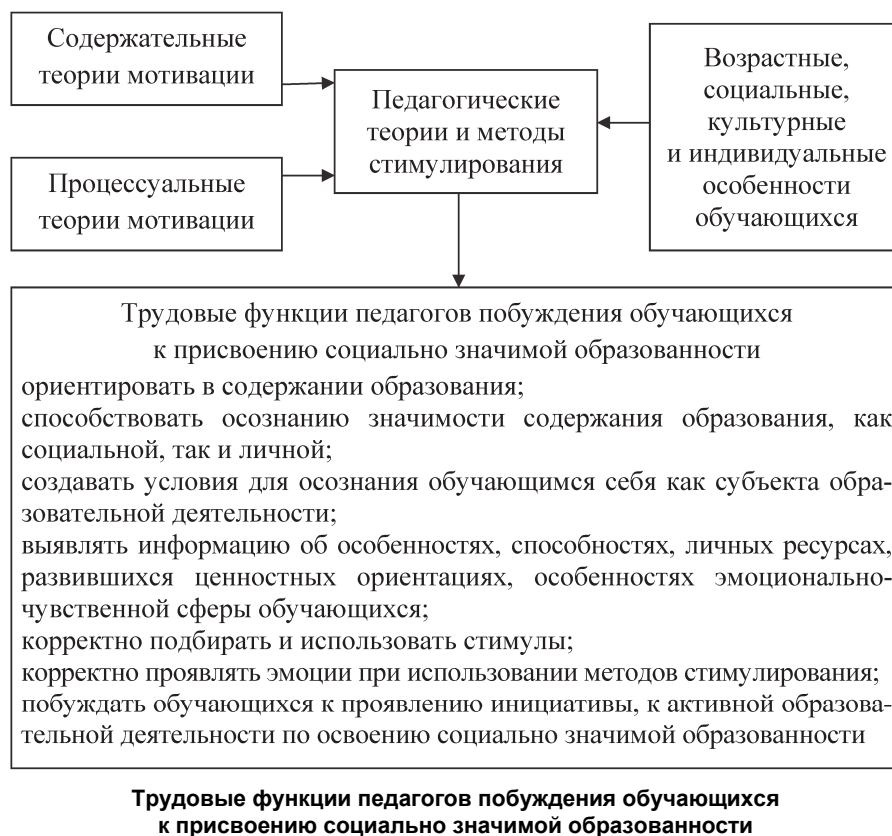 Содержательные
теории мотивации
Процессуальные
теории мотивации
Педагогические
теории и методы
стимулирования
Возрастные,
социальные,
культурные
и индивидуальные
особенности
обучающихся
Трудовые функции педагогов побуждения обучающихся
к присвоению социально значимой образованности
ориентировать в содержании образования;
способствовать осознанию значимости содержания образования, как
социальной, так и личной;
создавать условия для осознания обучающимся себя как субъекта обра-
зовательной деятельности;
выявлять информацию об особенностях, способностях, личных ресурсах,
развившихся ценностных ориентациях, особенностях эмоционально-
чувственной сферы обучающихся;
корректно подбирать и использовать стимулы;
корректно проявлять эмоции при использовании методов стимулирования;
побуждать обучающихся к проявлению инициативы, к активной образова-
тельной деятельности по освоению социально значимой образованности
Трудовые функции педагогов побуждения обучающихся
к присвоению социально значимой образованности